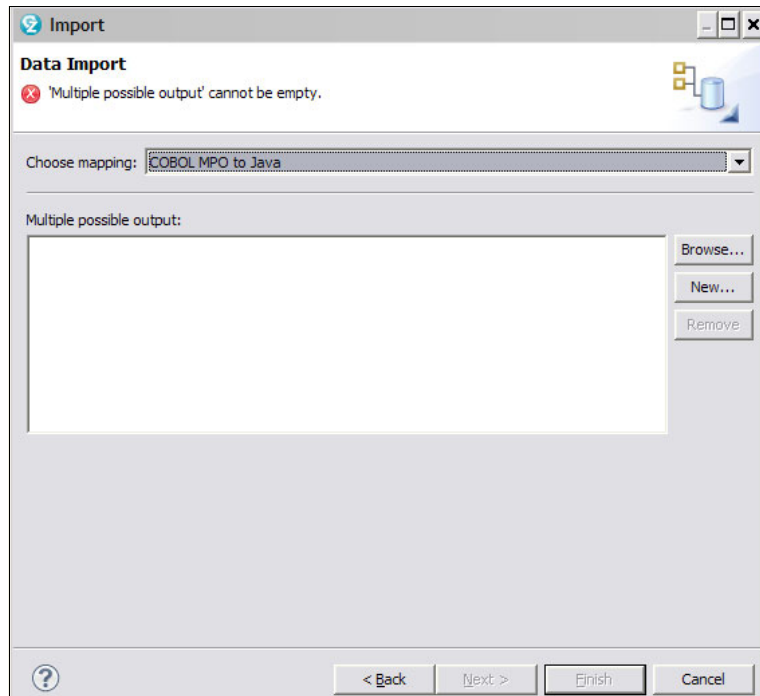 Import
Data Import
'Multiple possible output' cannot be empty.
Choose mapping: COBOL MPO to Java
Multiple possible output:
Browse...
New...
Remove
< Back Next > Finish Cancel